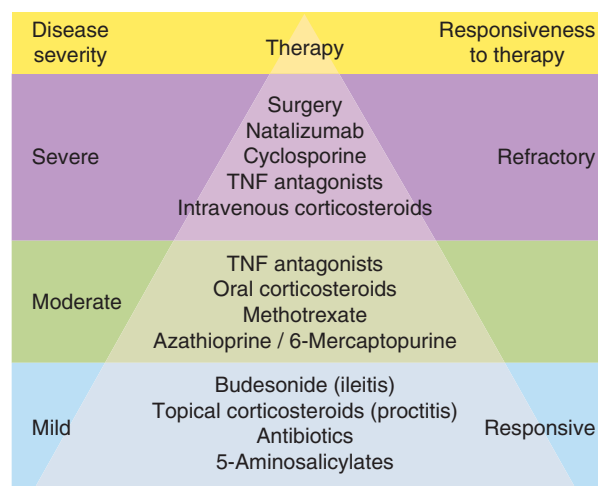 Disease severity
Therapy
Responsiveness to therapy
Severe
Surgery
Natalizumab
Cyclosporine
TNF antagonists
Intravenous corticosteroids
Refractory
Moderate
TNF antagonists
Oral corticosteroids
Methotrexate
Azathioprine / 6-Mercaptopurine
Mild
Budesonide (ileitis)
Topical corticosteroids (proctitis)
Antibiotics
5-Aminosalicylates
Responsive